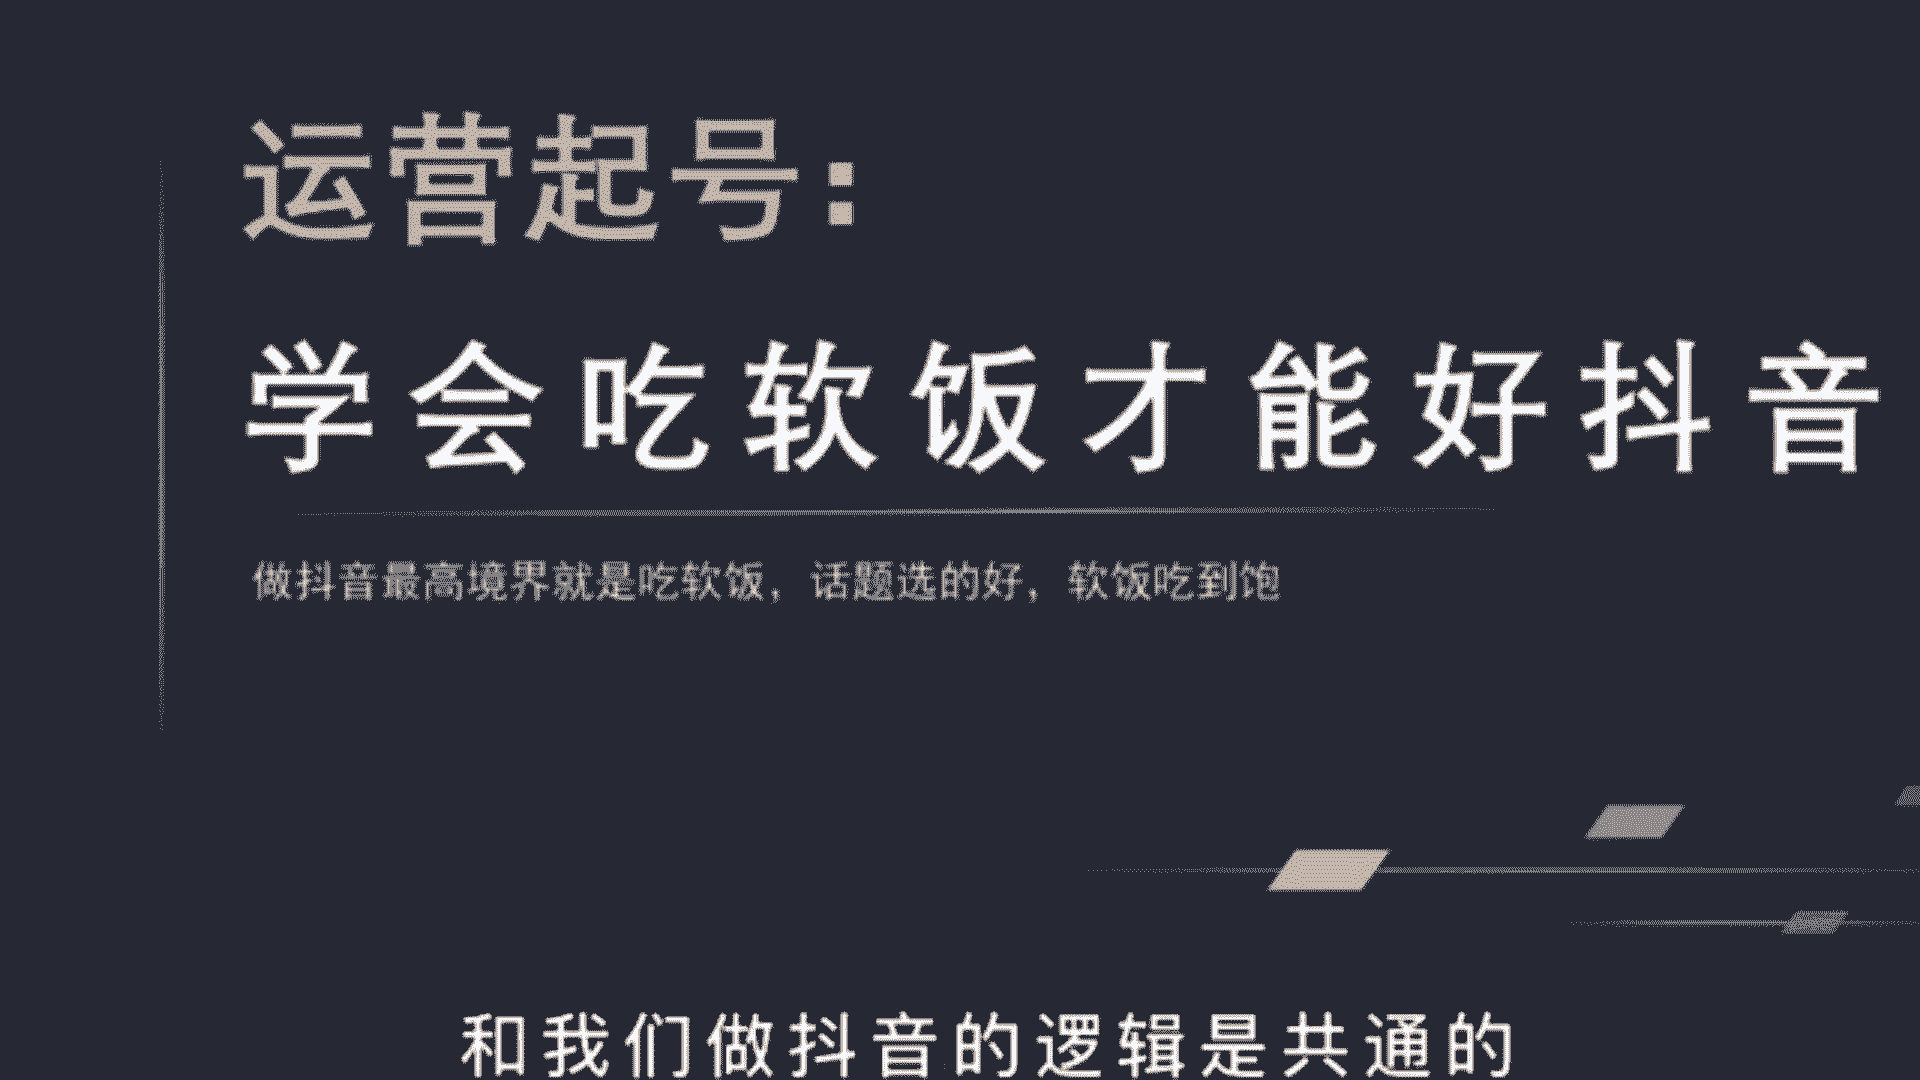 运营起号:
学会吃软饭才能好抖音
做抖音最高境界就是吃软饭，话题选的好，软饭吃到饱
和我们做抖音的逻辑是共通的